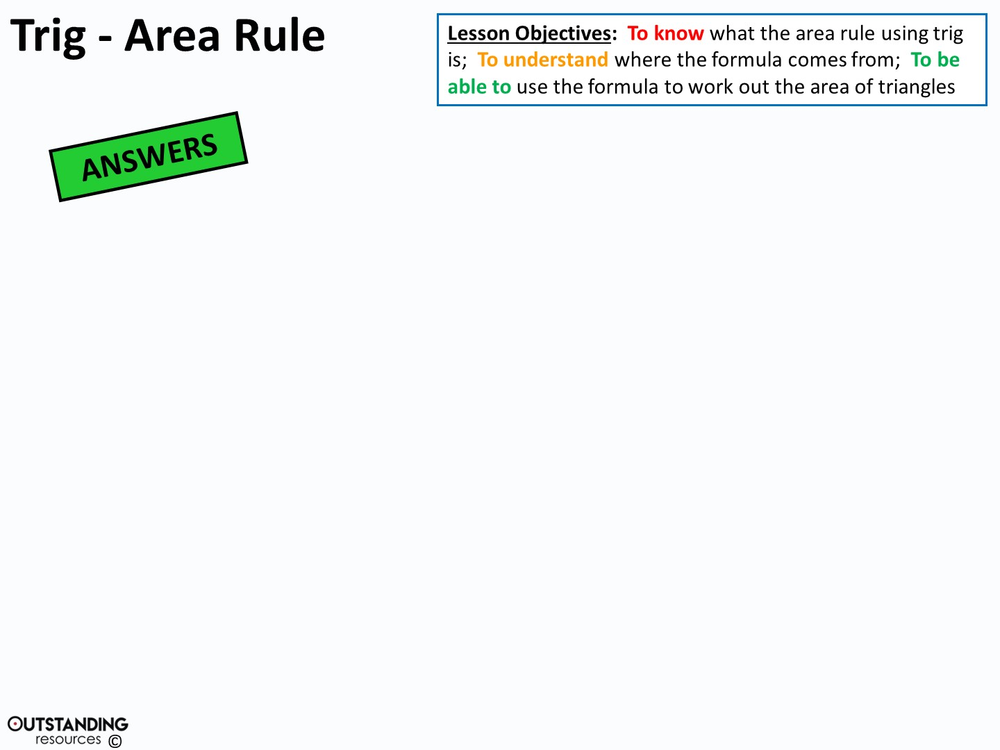 Trig - Area Rule
Lesson Objectives: To know what the area rule using trig
is; To understand where the formula comes from; To be
able to use the formula to work out the area of triangles
ANSWERS
OUTSTANDING
resources ©